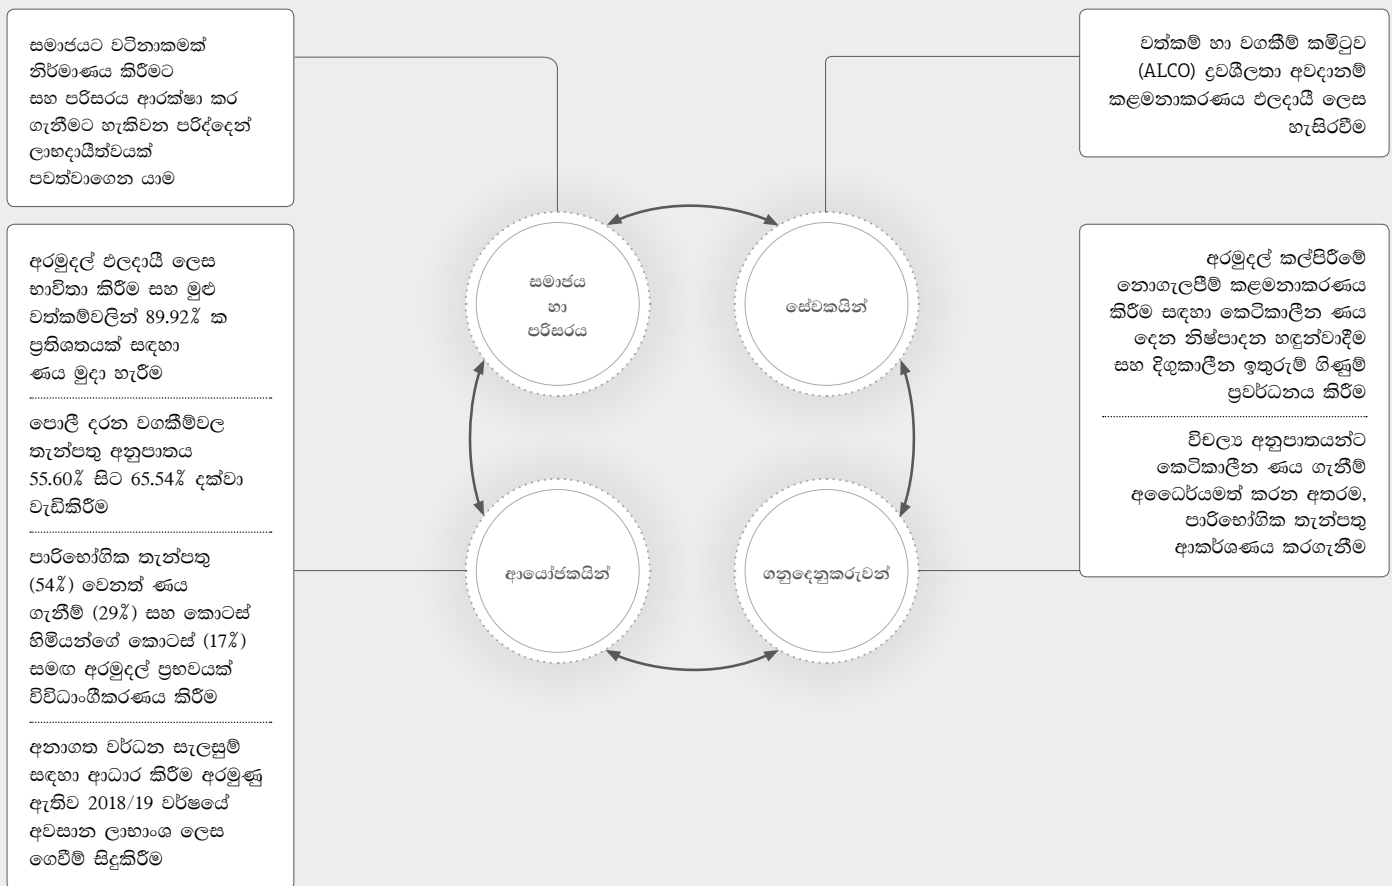 සමාජයට වටිනාකමක්
නිර්මාණය කිරීමට
සහ පරිසරය ආරක්ෂා කර
ගැනීමට හැකිවන පරිද්දෙන්
ලාභදායීත්වයක්
පවත්වාගෙන යාම
වත්කම් හා වගකීම් කමිටුව
(ALCO) ද්‍රවශීලතා අවදානම්
කළමනාකරණය ඵලදායී ලෙස
හැසිරවීම
අරමුදල් ඵලදායී ලෙස
භාවිතා කිරීම සහ මුළු
වත්කම්වලින් 89.92% ක
ප්‍රතිශතයක් සඳහා
ණය මුදා හැරීම
පොලී දරන වගකීම්වල
තැන්පතු අනුපාතය
55.60% සිට 65.54% දක්වා
වැඩිකිරීම
පාරිභෝගික තැන්පතු
(54%) වෙනත් ණය
ගැනීම් (29%) සහ කොටස්
හිමියන්ගේ කොටස් (17%)
සමඟ අරමුදල් ප්‍රභවයක්
විවිධාංගීකරණය කිරීම
අනාගත වර්ධන සැලසුම්
සඳහා ආධාර කිරීම අරමුණු
ඇතිව 2018/19 වර්ෂයේ
අවසාන ලාභාංශ ලෙස
ගෙවීම් සිදුකිරීම
සමාජය
හා
පරිසරය
සේවකයින්
ආයෝජකයින්
ගනුදෙනුකරුවන්
අරමුදල් කල්පිරීමේ
නොගැලපීම් කළමනාකරණය
කිරීම සඳහා කෙටිකාලීන ණය
දෙන නිෂ්පාදන හඳුන්වාදීම
සහ දිගුකාලීන ඉතුරුම් ගිණුම්
ප්‍රවර්ධනය කිරීම
විචල්‍ය අනුපාතයන්ට
කෙටිකාලීන ණය ගැනීම්
අධෛර්යමත් කරන අතරම,
පාරිභෝගික තැන්පතු
ආකර්ශණය කරගැනීම